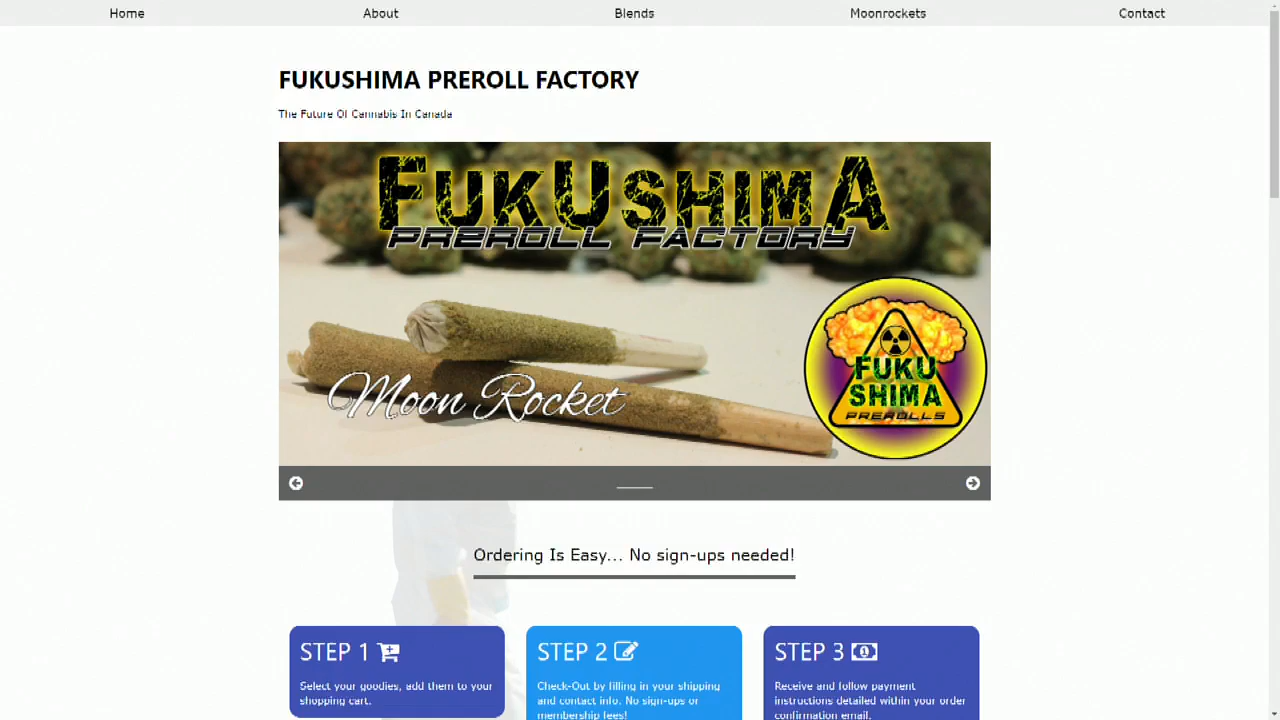 Home About Blends Moonrockets Contact
FUKUSHIMA PREROLL FACTORY
The Future Of Cannabis In Canada
FUKUSHIMA
PREROLL FACTORY
FUKU
SHIMA
PREROLLS
Moon Rocket
Ordering Is Easy... No sign-ups needed!
STEP 1
Select your goodies, add them to your
shopping cart.
STEP 2
Check-Out by filling in your shipping
and contact info. No sign-ups or
membership fees!
STEP 3
Receive and follow payment
instructions detailed within your order
confirmation email.